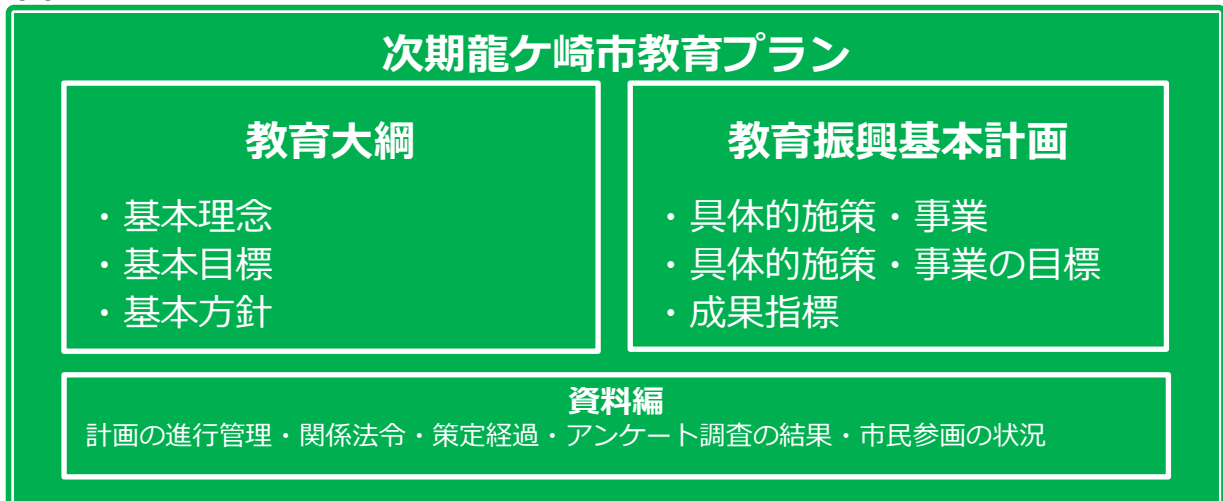 次期龍ケ崎市教育プラン
教育大綱
・基本理念
・基本目標
・基本方針
教育振興基本計画
・具体的施策・事業
・具体的施策・事業の目標
・成果指標
資料編
計画の進行管理・関係法令・策定経過・アンケート調査の結果・市民参画の状況